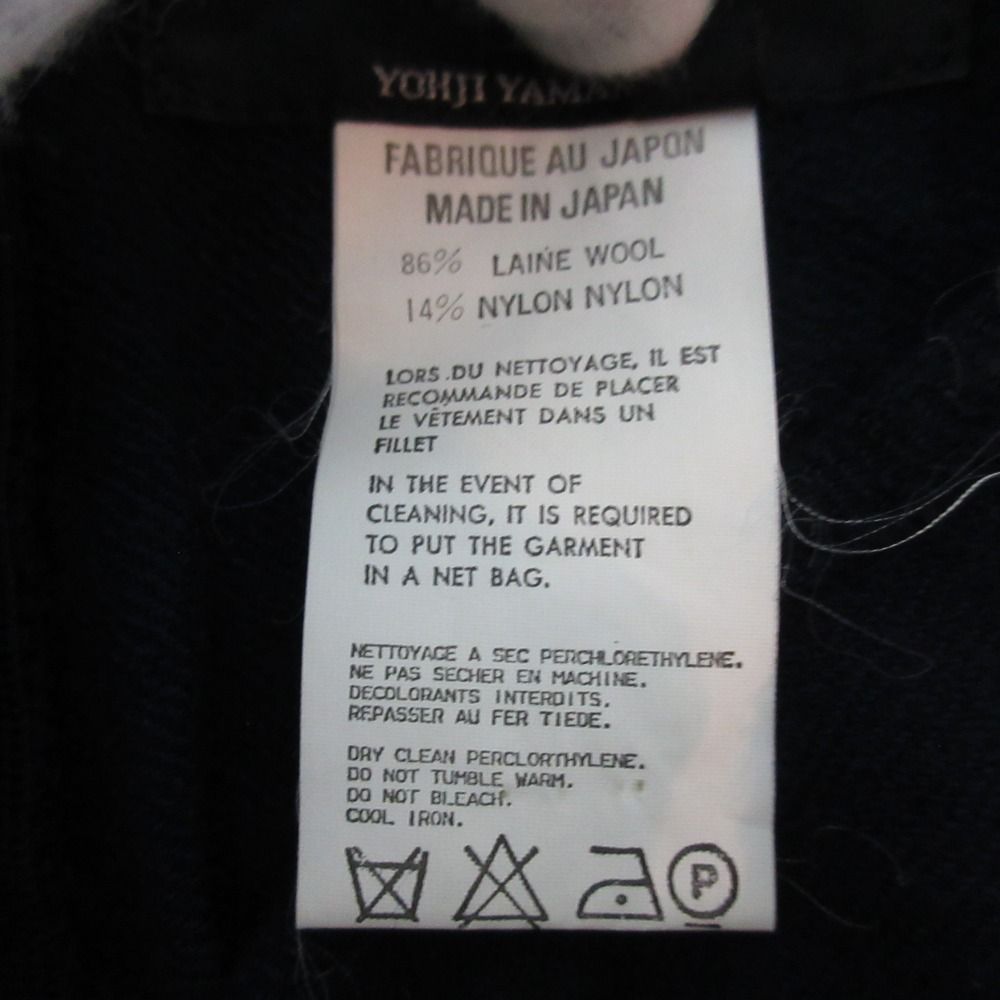 YOHJI
FABRIQUE AU JAPON
MADE IN JAPAN
86% LAINE WOOL
14% NYLON NYLON
LORS DU NETTOYAGE, IL EST
RECOMMANDE DE PLACER
LE VÊTEMENT DANS UN
FILLET
IN THE EVENT OF
CLEANING, IT IS REQUIRED
TO PUT THE GARMENT
IN A NET BAG.
NETTOYAGE A SEC PERCHLORETHYLENE.
NE PAS SECHER EN MACHINE.
DECOLORANTS INTERDITS.
REPASSER AU FER TIEDE.
DRY CLEAN PERCLORTHYLENE.
DO NOT TUMBLE WARM.
DO NOT BLEACH.
COOL IRON.
P